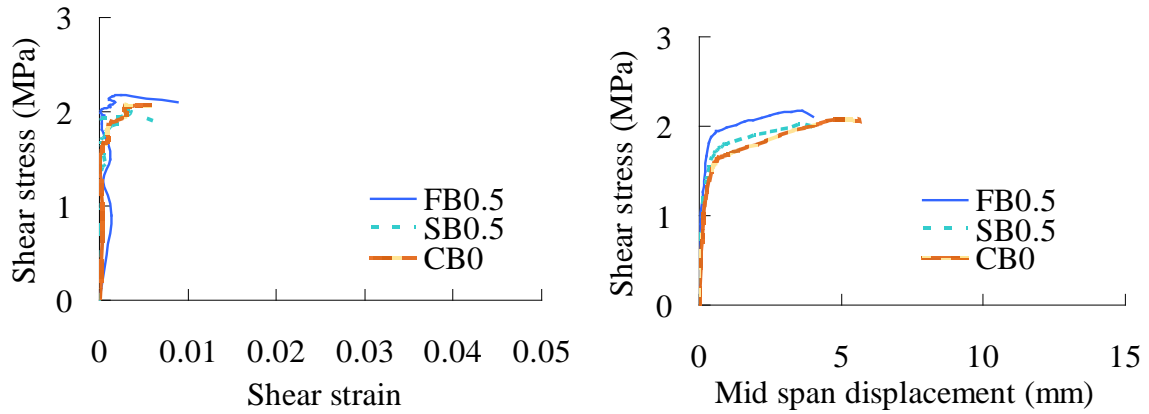 Shear stress (MPa)
3
2
1
0
FB0.5
SB0.5
CB0
0 0.01 0.02 0.03 0.04 0.05
Shear strain
Shear stress (MPa)
3
2
1
0
FB0.5
SB0.5
CB0
0 5 10 15
Mid span displacement (mm)